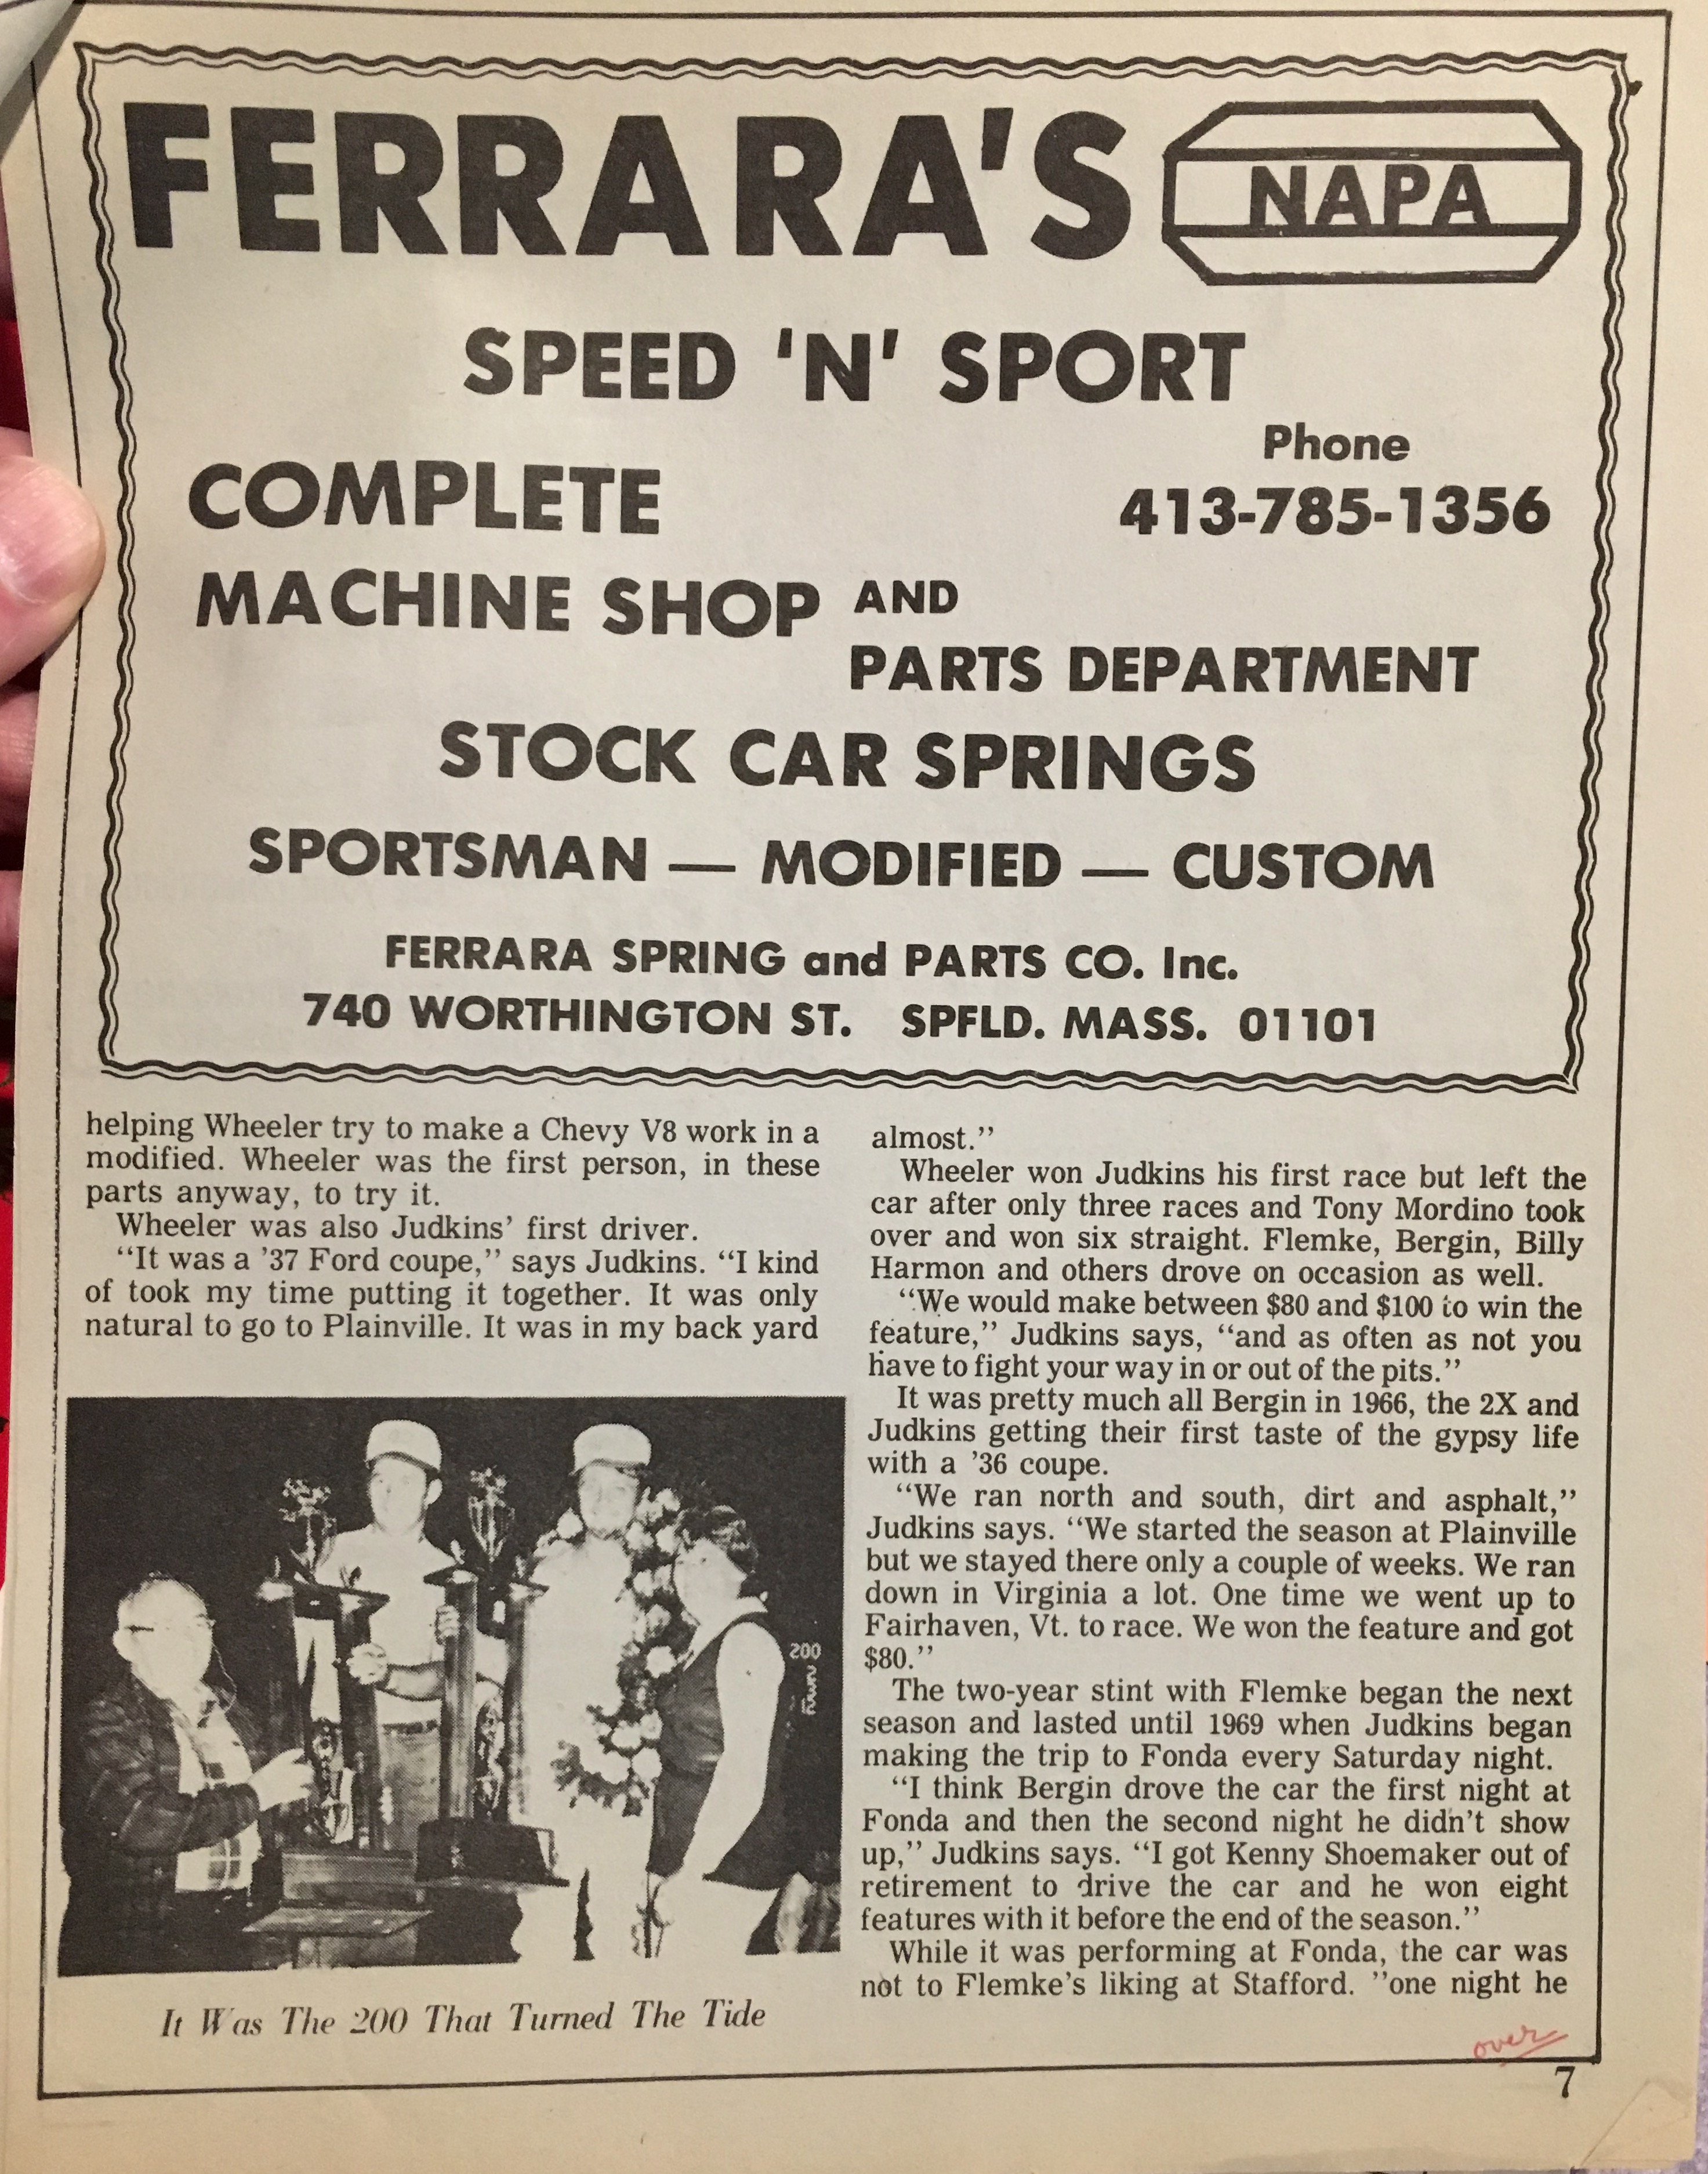 FERRARA'S
NAPA
SPEED 'N' SPORT
Phone
413-785-1356
COMPLETE
MACHINE SHOP AND
PARTS DEPARTMENT
STOCK CAR SPRINGS
SPORTSMAN — MODIFIED — CUSTOM
FERRARA SPRING and PARTS CO. Inc.
740 WORTHINGTON ST. SPFLD. MASS. 01101
helping Wheeler try to make a Chevy V8 work in a
modified. Wheeler was the first person, in these
parts anyway, to try it.
Wheeler was also Judkins' first driver.
"It was a '37 Ford coupe," says Judkins. "I kind
of took my time putting it together. It was only
natural to go to Plainville. It was in my back yard
200
It Was The 200 That Turned The Tide
almost."
Wheeler won Judkins his first race but left the
car after only three races and Tony Mordino took
over and won six straight. Flemke, Bergin, Billy
Harmon and others drove on occasion as well.
"We would make between $80 and $100 to win the
feature," Judkins says, "and as often as not you
have to fight your way in or out of the pits."
It was pretty much all Bergin in 1966, the 2X and
Judkins getting their first taste of the gypsy life
with a '36 coupe.
"We ran north and south, dirt and asphalt,"
Judkins says. "We started the season at Plainville
but we stayed there only a couple of weeks. We ran
down in Virginia a lot. One time we went up to
Fairhaven, Vt. to race. We won the feature and got
$80."
The two-year stint with Flemke began the next
season and lasted until 1969 when Judkins began
making the trip to Fonda every Saturday night.
"I think Bergin drove the car the first night at
Fonda and then the second night he didn't show
up," Judkins says. "I got Kenny Shoemaker out of
retirement to drive the car and he won eight
features with it before the end of the season."
While it was performing at Fonda, the car was
not to Flemke's liking at Stafford. "one night he
over
7